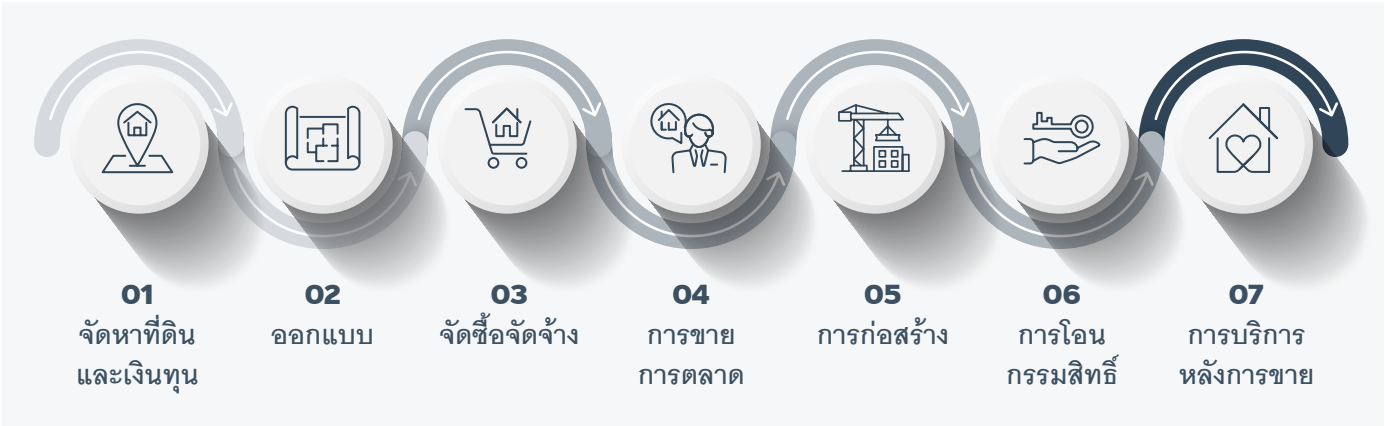 01
จัดหาที่ดิน
และเงินทุน
02
ออกแบบ
03
จัดซื้อจัดจ้าง
04
การขาย
การตลาด
05
การก่อสร้าง
06
การโอน
กรรมสิทธิ์
07
การบริการ
หลังการขาย